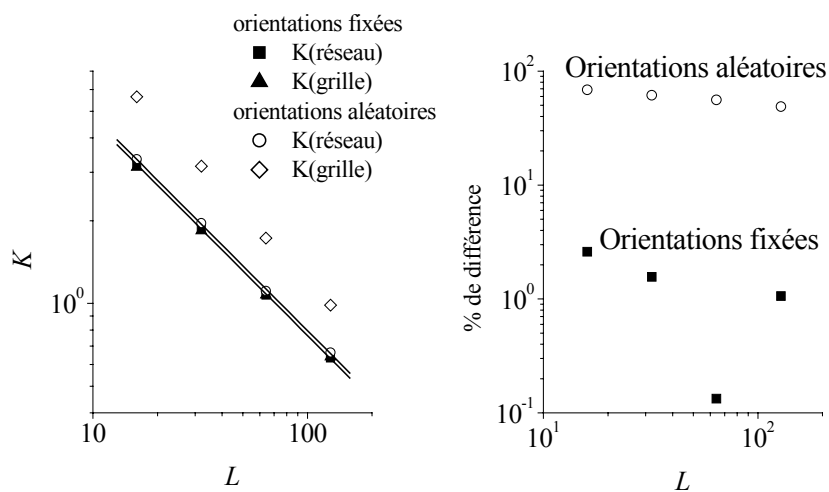 orientations fixées
K(réseau)
K(grille)
orientations aléatoires
K(réseau)
K(grille)
K
10^0
10
100
L
Orientations aléatoires
Orientations fixées
% de différence
10^2
10^1
10^0
10^-1
10^1
10^2
L